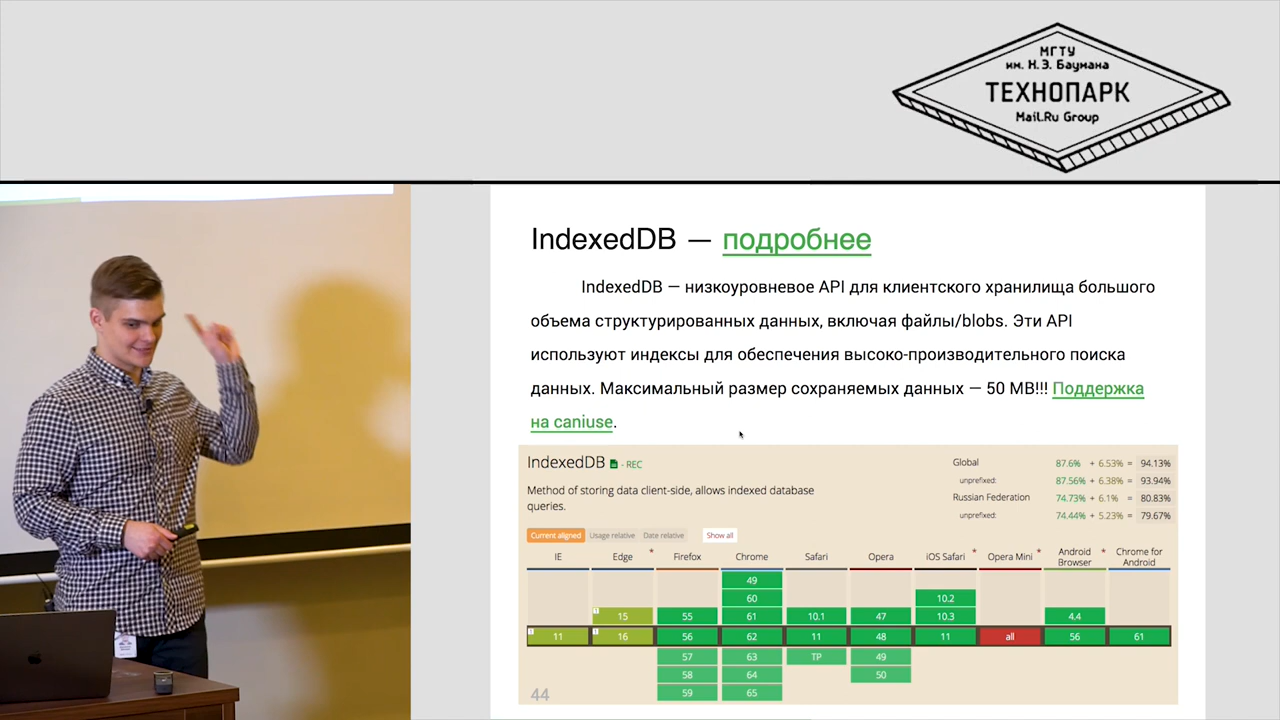 МГТУ
им. Н.Э. Баумана
ТЕХНОПАРК
Mail.Ru Group
IndexedDB — подробнее
IndexedDB — низкоуровневое API для клиентского хранилища большого
объема структурированных данных, включая файлы/blobs. Эти API
используют индексы для обеспечения высоко-производительного поиска
данных. Максимальный размер сохраняемых данных — 50 MB!!! Поддержка
на caniuse.
IndexedDB - REC
Method of storing data client-side, allows indexed database
queries.
Global 87.6% + 6.53% = 94.13%
unprefixed: 87.56% + 6.38% = 93.94%
Russian Federation 74.73% + 6.1% = 80.83%
unprefixed: 74.44% + 5.23% = 79.67%
Current aligned Usage relative Date relative Show all
IE Edge * Firefox Chrome Safari Opera iOS Safari * Opera Mini * Android Browser * Chrome for Android
49
60 10.2
1 15 55 61 10.1 47 10.3 4.4
1 11 1 16 56 62 11 48 11 all 56 61
57 63 TP 49
58 64 50
59 65
44